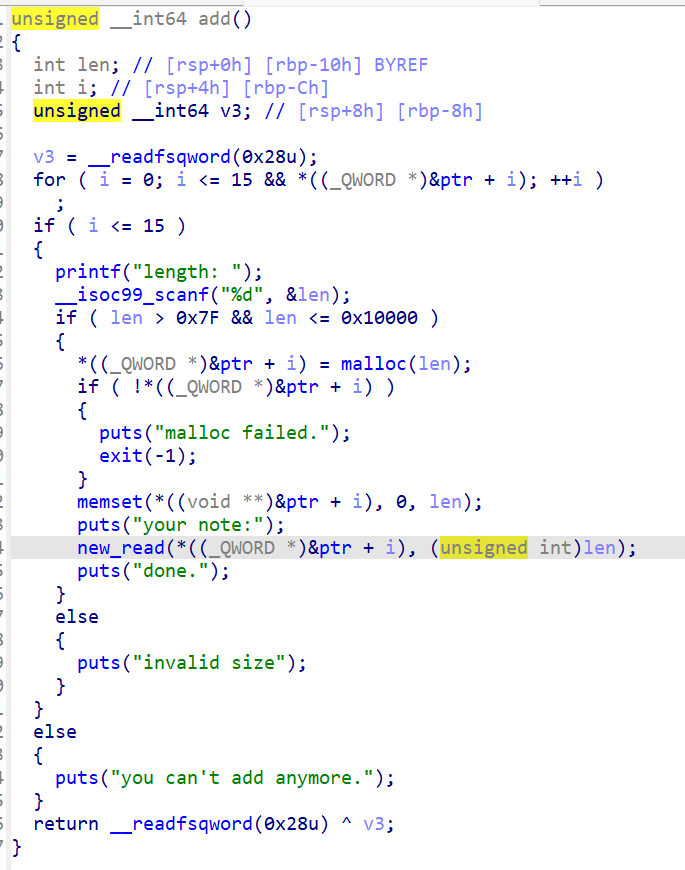 unsigned __int64 add()
{
  int len; // [rsp+0h] [rbp-10h] BYREF
  int i; // [rsp+4h] [rbp-Ch]
  unsigned __int64 v3; // [rsp+8h] [rbp-8h]

  v3 = __readfsqword(0x28u);
  for ( i = 0; i <= 15 && *((_QWORD *)&ptr + i); ++i )
    ;
  if ( i <= 15 )
  {
    printf("length: ");
    __isoc99_scanf("%d", &len);
    if ( len > 0x7F && len <= 0x10000 )
    {
      *((_QWORD *)&ptr + i) = malloc(len);
      if ( !*((_QWORD *)&ptr + i) )
      {
        puts("malloc failed.");
        exit(-1);
      }
      memset(*((void **)&ptr + i), 0, len);
      puts("your note:");
      new_read(*((_QWORD *)&ptr + i), (unsigned int)len);
      puts("done.");
    }
    else
    {
      puts("invalid size");
    }
  }
  else
  {
    puts("you can't add anymore.");
  }
  return __readfsqword(0x28u) ^ v3;
}